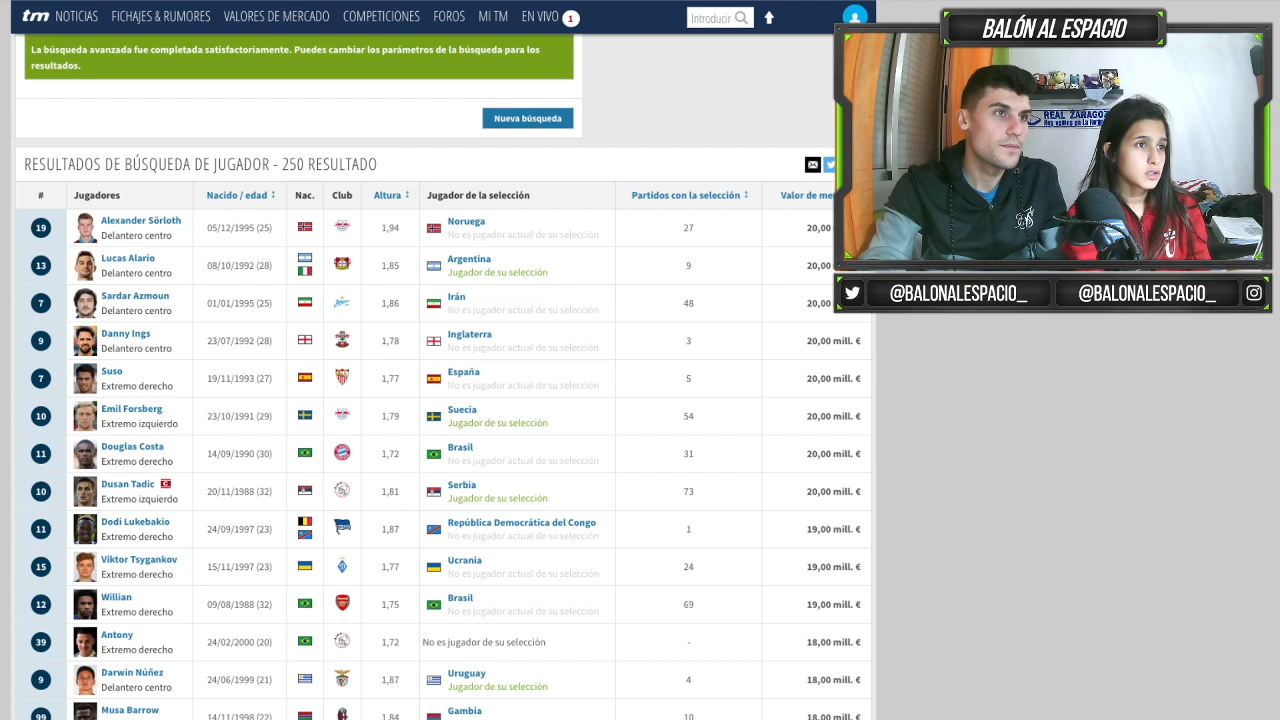 tm NOTICIAS FICHAJES & RUMORES VALORES DE MERCADO COMPETICIONES FOROS MI TM EN VIVO 1 Introducir
BALÓN AL ESPACIO
La búsqueda avanzada fue completada satisfactoriamente. Puedes cambiar los parámetros de la búsqueda para los
resultados.
Nueva búsqueda
REAL ZARAGOZA
RESULTADOS DE BÚSQUEDA DE JUGADOR - 250 RESULTADO
# Jugadores Nacido / edad Nac. Club Altura Jugador de la selección Partidos con la selección Valor de me
19 Alexander Sörloth 05/12/1995 (25) 1,94 Noruega 27 20,00
Delantero centro No es jugador actual de su selección
13 Lucas Alario 08/10/1992 (28) 1,85 Argentina 9 20,00
Delantero centro Jugador de su selección
7 Sardar Azmoun 01/01/1995 (25) 1,86 Irán 48 20,00
Delantero centro No es jugador actual de su selección
@BALONALESPACIO_ @BALONALESPACIO_
9 Danny Ings 23/07/1992 (28) 1,78 Inglaterra 3 20,00 mill. €
Delantero centro No es jugador actual de su selección
7 Suso 19/11/1993 (27) 1,77 España 5 20,00 mill. €
Extremo derecho No es jugador actual de su selección
10 Emil Forsberg 23/10/1991 (29) 1,79 Suecia 54 20,00 mill. €
Extremo izquierdo Jugador de su selección
11 Douglas Costa 14/09/1990 (30) 1,72 Brasil 31 20,00 mill. €
Extremo derecho No es jugador actual de su selección
10 Dusan Tadic 20/11/1988 (32) 1,81 Serbia 73 20,00 mill. €
Extremo izquierdo Jugador de su selección
11 Dodi Lukebakio 24/09/1997 (23) 1,87 República Democrática del Congo 1 19,00 mill. €
Extremo derecho No es jugador actual de su selección
15 Viktor Tsygankov 15/11/1997 (23) 1,77 Ucrania 24 19,00 mill. €
Extremo derecho No es jugador actual de su selección
12 Willian 09/08/1988 (32) 1,75 Brasil 69 19,00 mill. €
Extremo derecho No es jugador actual de su selección
39 Antony 24/02/2000 (20) 1,72 No es jugador de su selección - 18,00 mill. €
Extremo derecho
9 Darwin Núñez 24/06/1999 (21) 1,87 Uruguay 4 18,00 mill. €
Delantero centro Jugador de su selección
99 Musa Barrow 14/11/1998 (22) 1,84 Gambia 10 18,00 mill. €